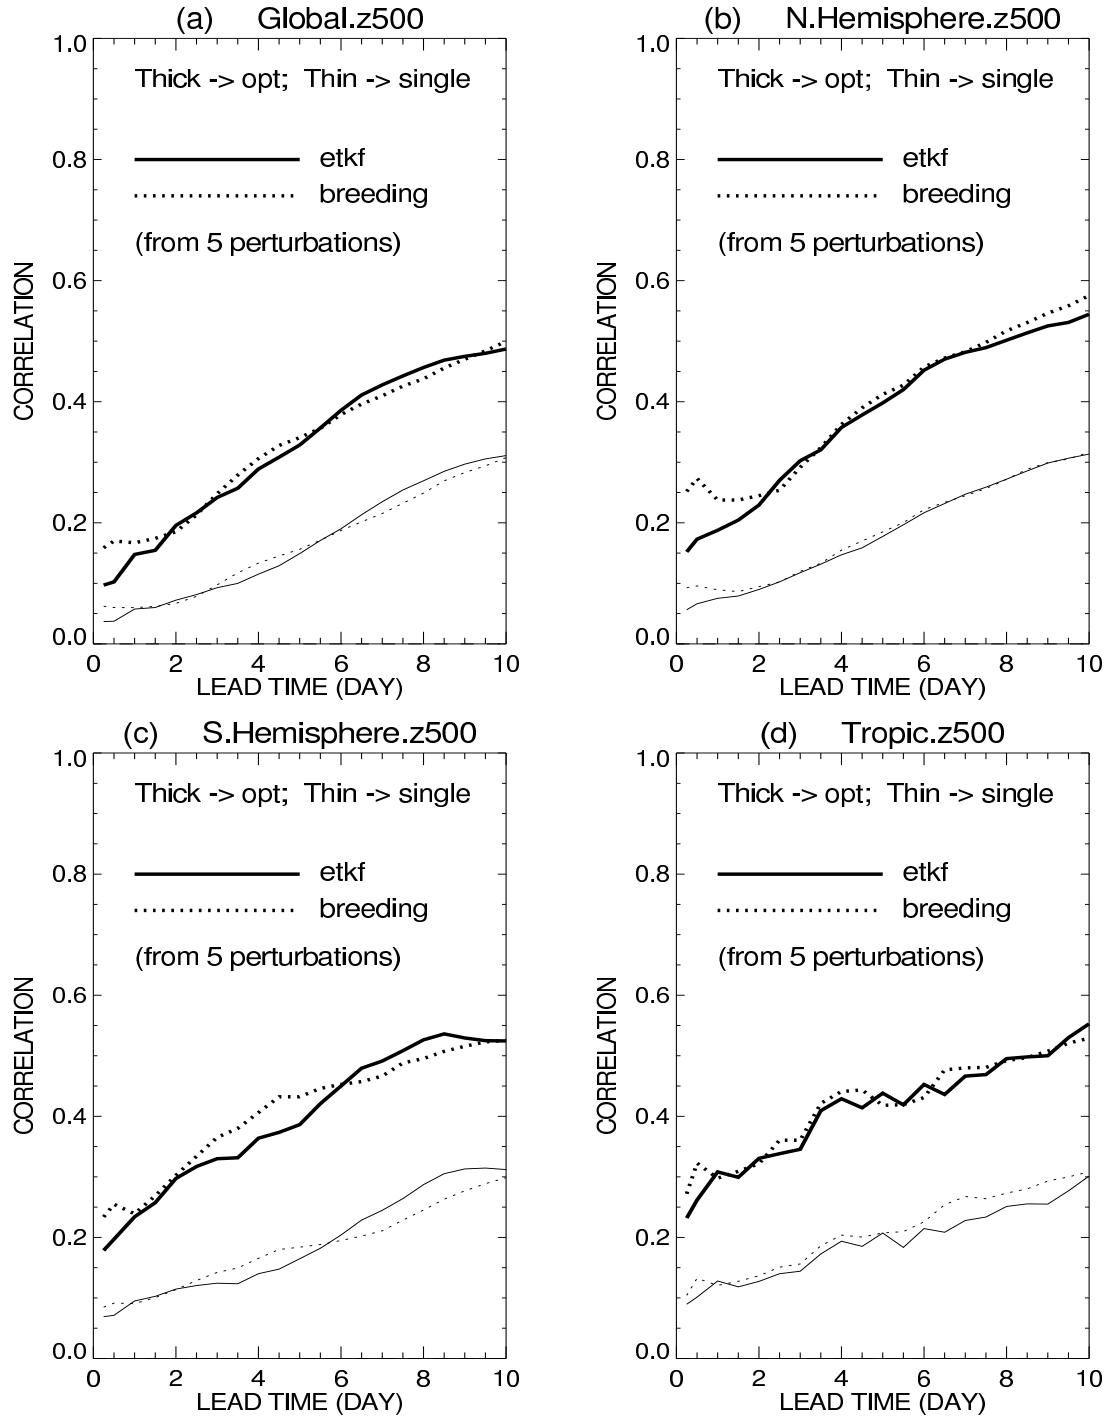 (a) Global.z500
1.0
Thick -> opt; Thin -> single
0.8
etkf
breeding
(from 5 perturbations)
0.6
CORRELATION
0.4
0.2
0.0
0 2 4 6 8 10
LEAD TIME (DAY)
(b) N.Hemisphere.z500
1.0
Thick -> opt; Thin -> single
0.8
etkf
breeding
(from 5 perturbations)
0.6
CORRELATION
0.4
0.2
0.0
0 2 4 6 8 10
LEAD TIME (DAY)
(c) S.Hemisphere.z500
1.0
Thick -> opt; Thin -> single
0.8
etkf
breeding
(from 5 perturbations)
0.6
CORRELATION
0.4
0.2
0.0
0 2 4 6 8 10
LEAD TIME (DAY)
(d) Tropic.z500
1.0
Thick -> opt; Thin -> single
0.8
etkf
breeding
(from 5 perturbations)
0.6
CORRELATION
0.4
0.2
0.0
0 2 4 6 8 10
LEAD TIME (DAY)